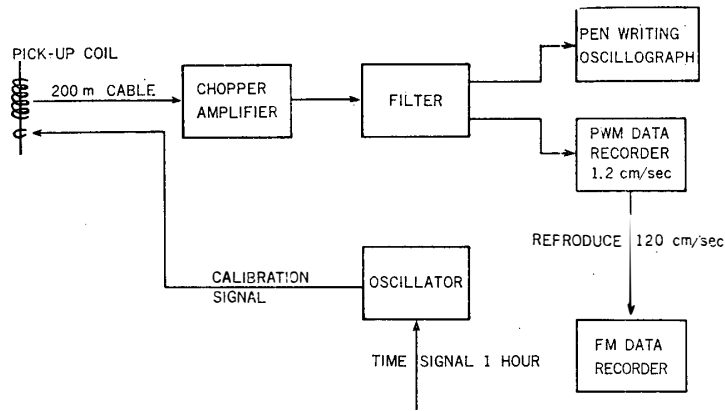 PICK-UP COIL
200 m CABLE
CHOPPER
AMPLIFIER
FILTER
PEN WRITING
OSCILLOGRAPH
PWM DATA
RECORDER
1.2 cm/sec
REFRODUCE 120 cm/sec
CALIBRATION
SIGNAL
OSCILLATOR
TIME SIGNAL 1 HOUR
FM DATA
RECORDER